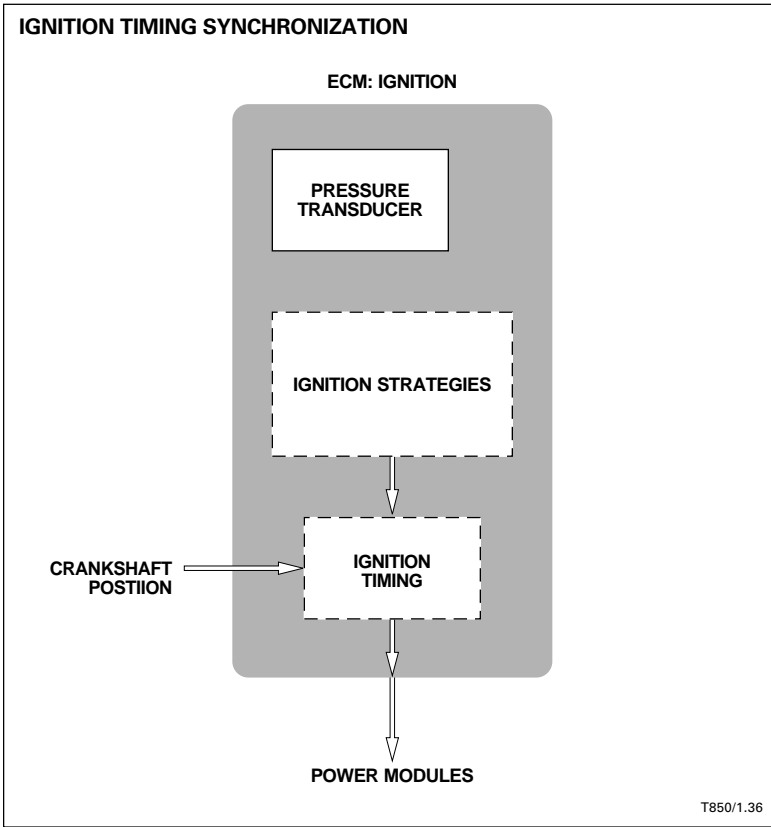 IGNITION TIMING SYNCHRONIZATION
ECM: IGNITION
PRESSURE
TRANSDUCER
IGNITION STRATEGIES
CRANKSHAFT
POSTIION
IGNITION
TIMING
POWER MODULES
T850/1.36